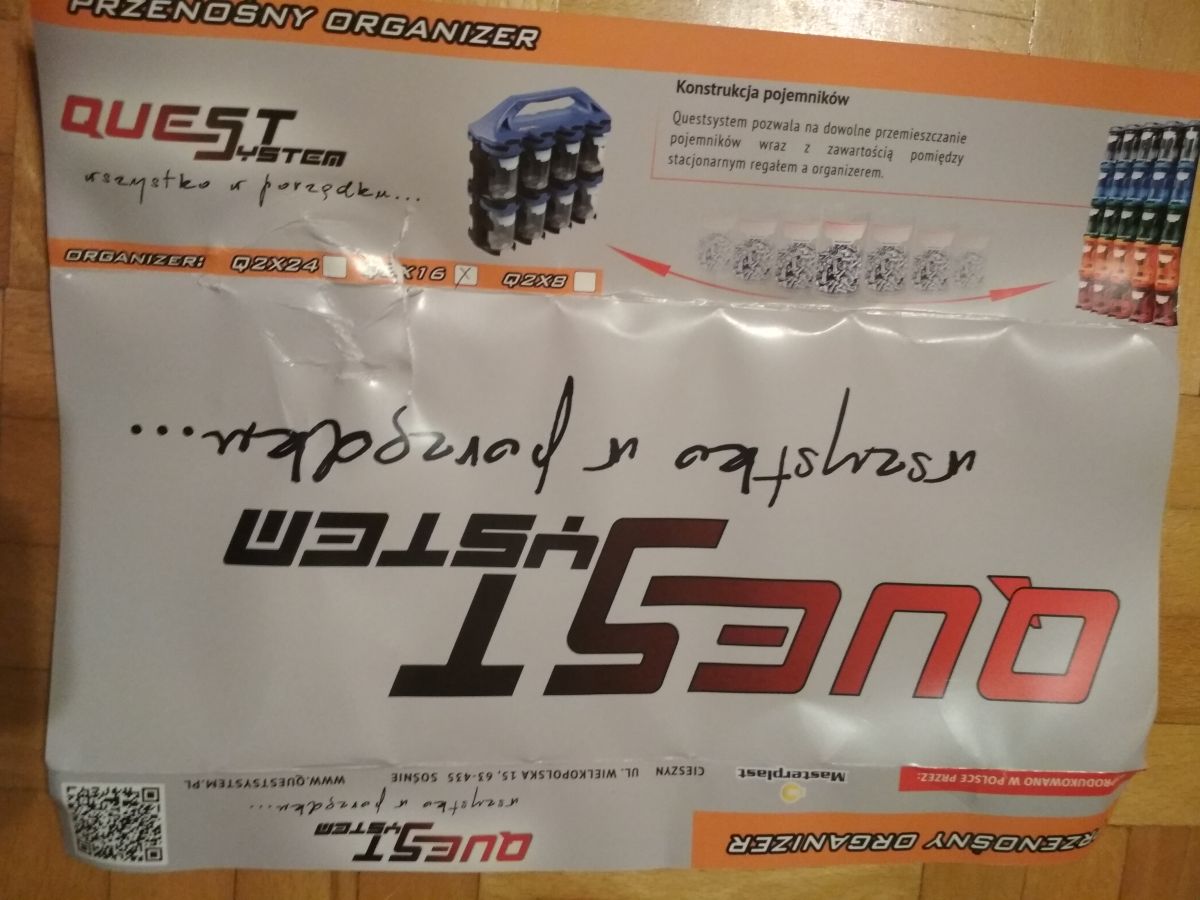 PRZENOŚNY ORGANIZER
QUEST SYSTEM
wszystko w porządku...
Konstrukcja pojemników
Questsystem pozwala na dowolne przemieszczanie
pojemników wraz z zawartością pomiędzy
stacjonarnym regałem a organizerem.
ORGANIZER: Q2X24 X16 X Q2X8
wszystko w porządku...
QUEST SYSTEM
PRODUKOWANO W POLSCE PRZEZ: Masterplast CIESZYN UL. WIELKOPOLSKA 15, 63-435 SOŚNIE WWW.QUESTSYSTEM.PL
PRZENOŚNY ORGANIZER
QUEST SYSTEM
wszystko w porządku...